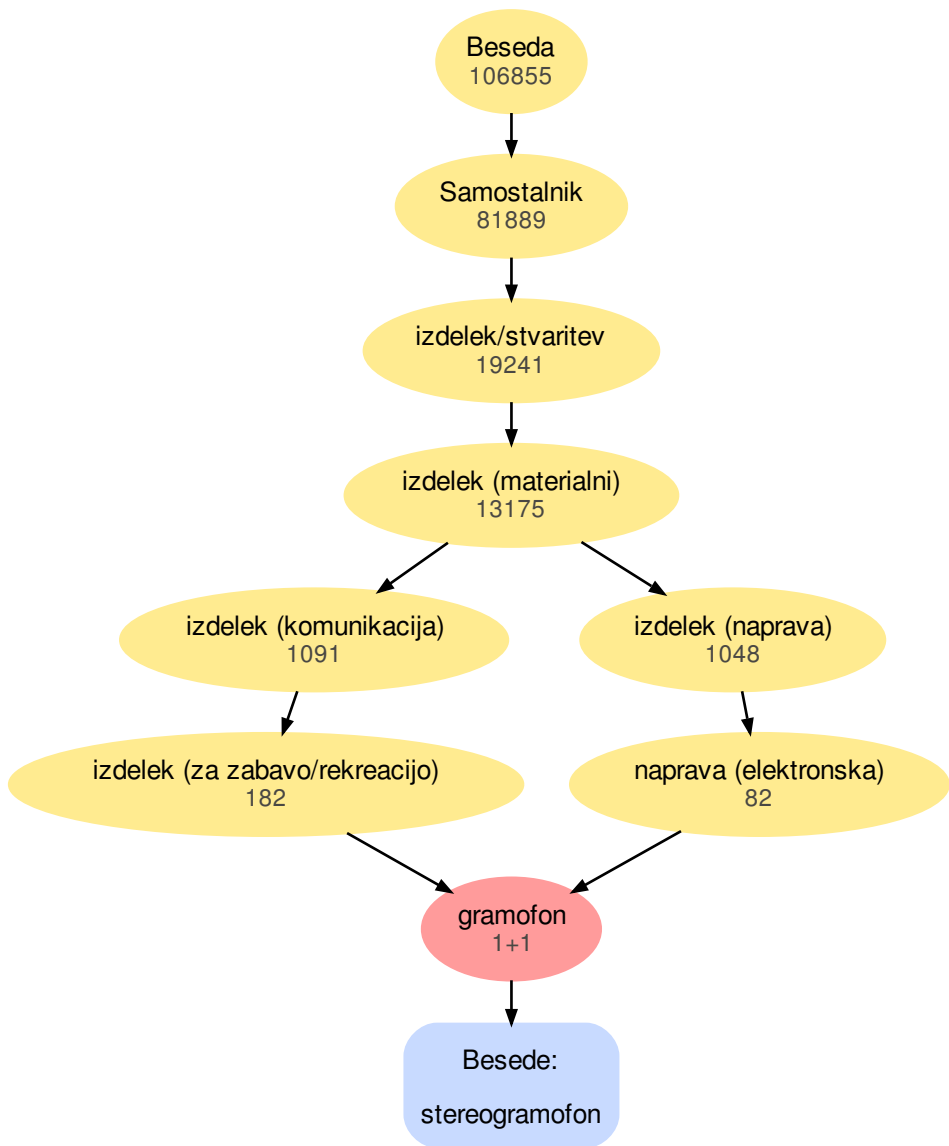 Beseda
106855
Samostalnik
81889
izdelek/stvaritev
19241
izdelek (materialni)
13175
izdelek (komunikacija)
1091
izdelek (naprava)
1048
izdelek (za zabavo/rekreacijo)
182
naprava (elektronska)
82
gramofon
1+1
Besede:
stereogramofon